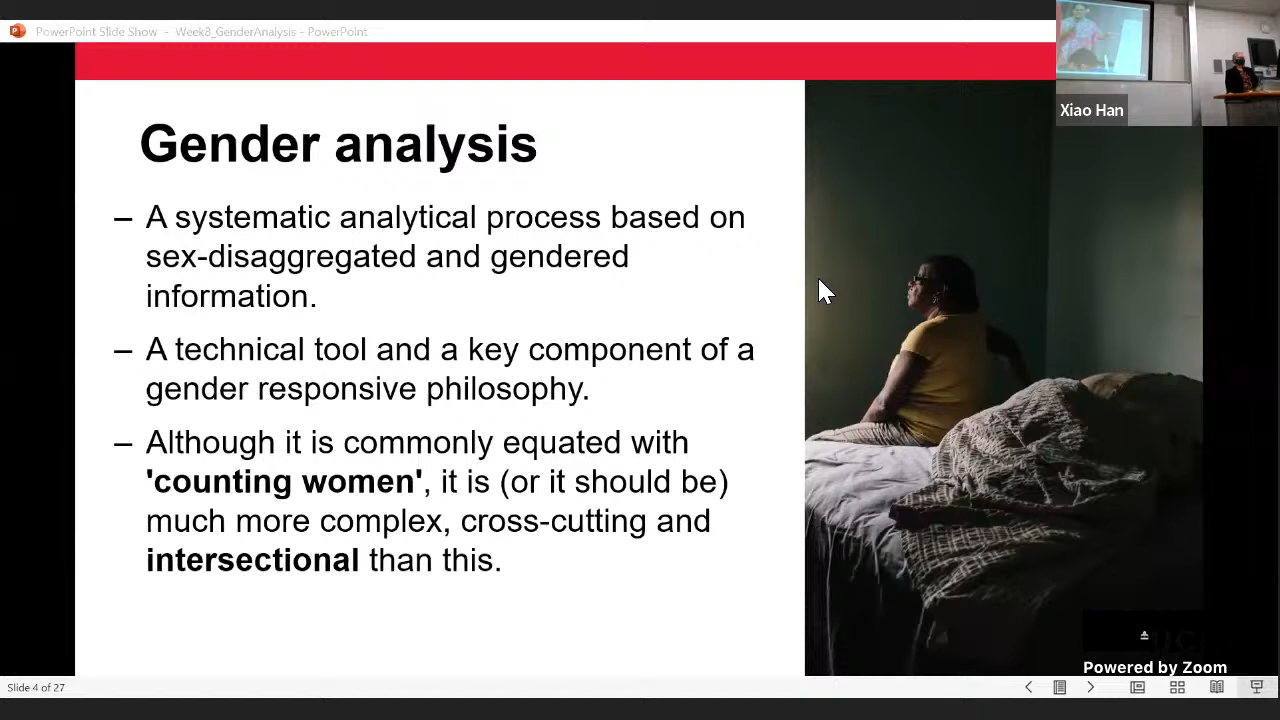 PowerPoint Slide Show - Week8_GenderAnalysis - PowerPoint
Xiao Han
Gender analysis
– A systematic analytical process based on
sex-disaggregated and gendered
information.
– A technical tool and a key component of a
gender responsive philosophy.
– Although it is commonly equated with
'counting women', it is (or it should be)
much more complex, cross-cutting and
intersectional than this.
Powered by Zoom
Slide 4 of 27